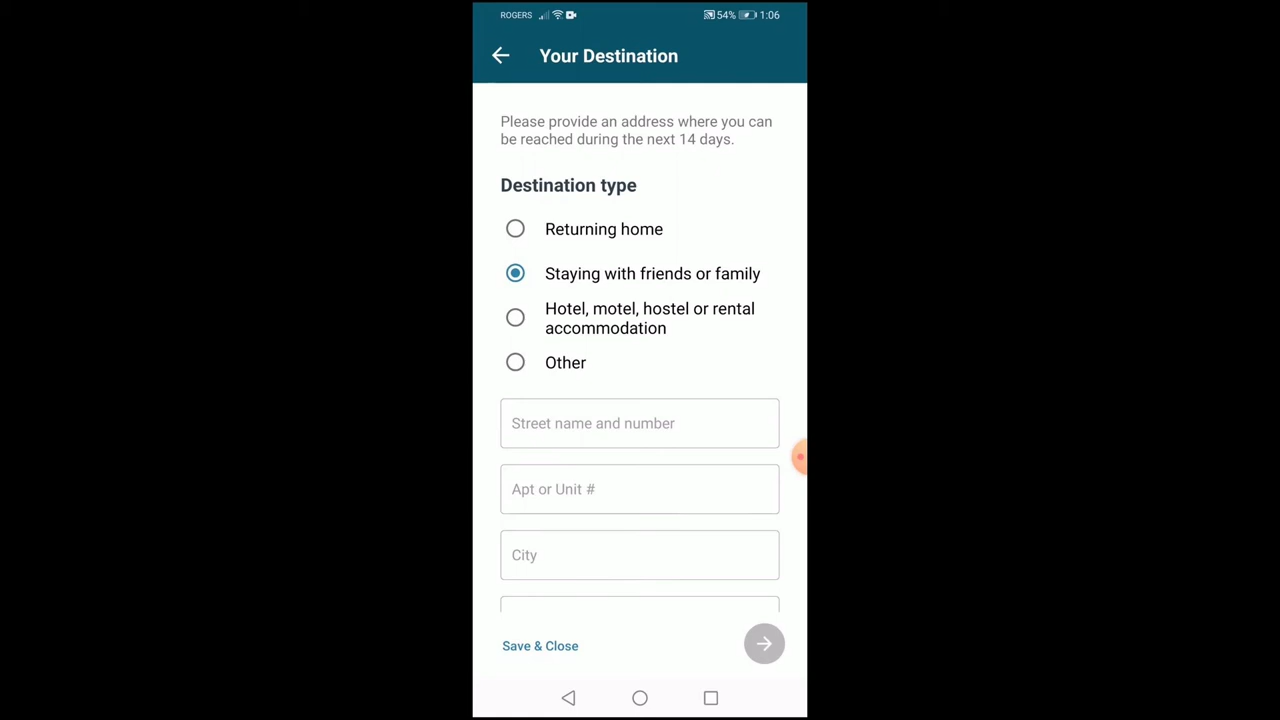 ROGERS 54% 1:06
Your Destination
Please provide an address where you can
be reached during the next 14 days.
Destination type
Returning home
Staying with friends or family
Hotel, motel, hostel or rental
accommodation
Other
Street name and number
Apt or Unit #
City
Save & Close